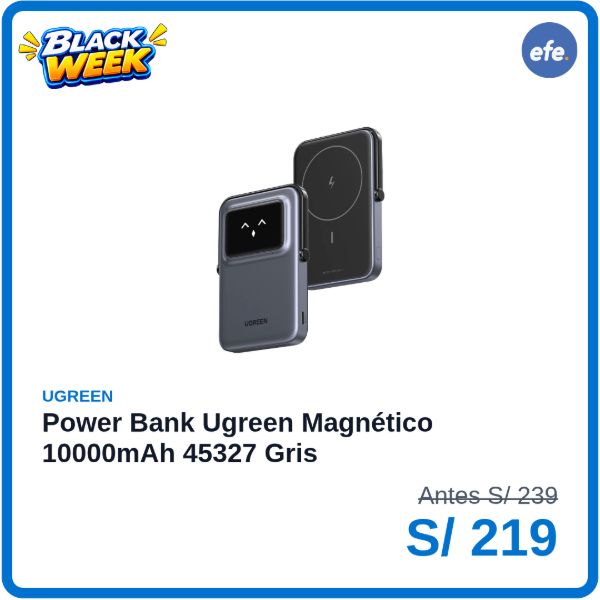 BLACK
WEEK
efe.
UGREEN
UGREEN
Power Bank Ugreen Magnético
10000mAh 45327 Gris
Antes S/ 239
S/ 219